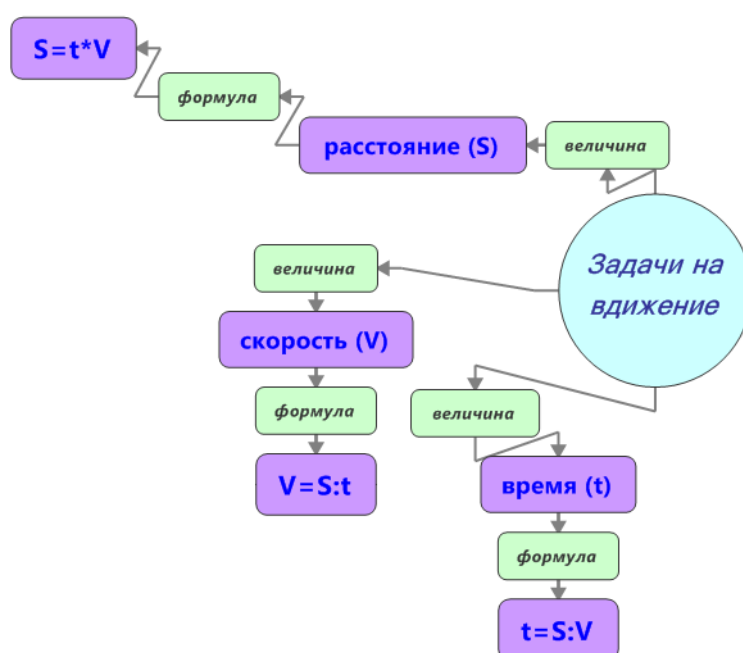 S=t*V
формула
расстояние (S)
величина
Задачи на
вдижение
величина
скорость (V)
формула
V=S:t
величина
время (t)
формула
t=S:V